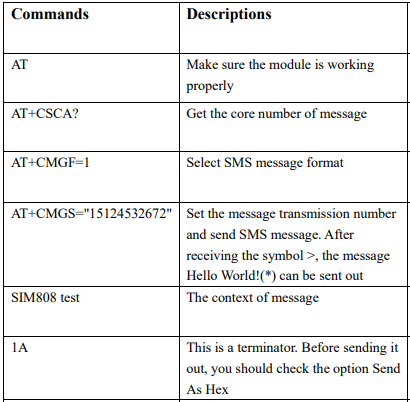 Commands Descriptions
AT Make sure the module is working
properly
AT+CSCA? Get the core number of message
AT+CMGF=1 Select SMS message format
AT+CMGS="15124532672" Set the message transmission number
and send SMS message. After
receiving the symbol >, the message
Hello World!(*) can be sent out
SIM808 test The context of message
1A This is a terminator. Before sending it
out, you should check the option Send
As Hex